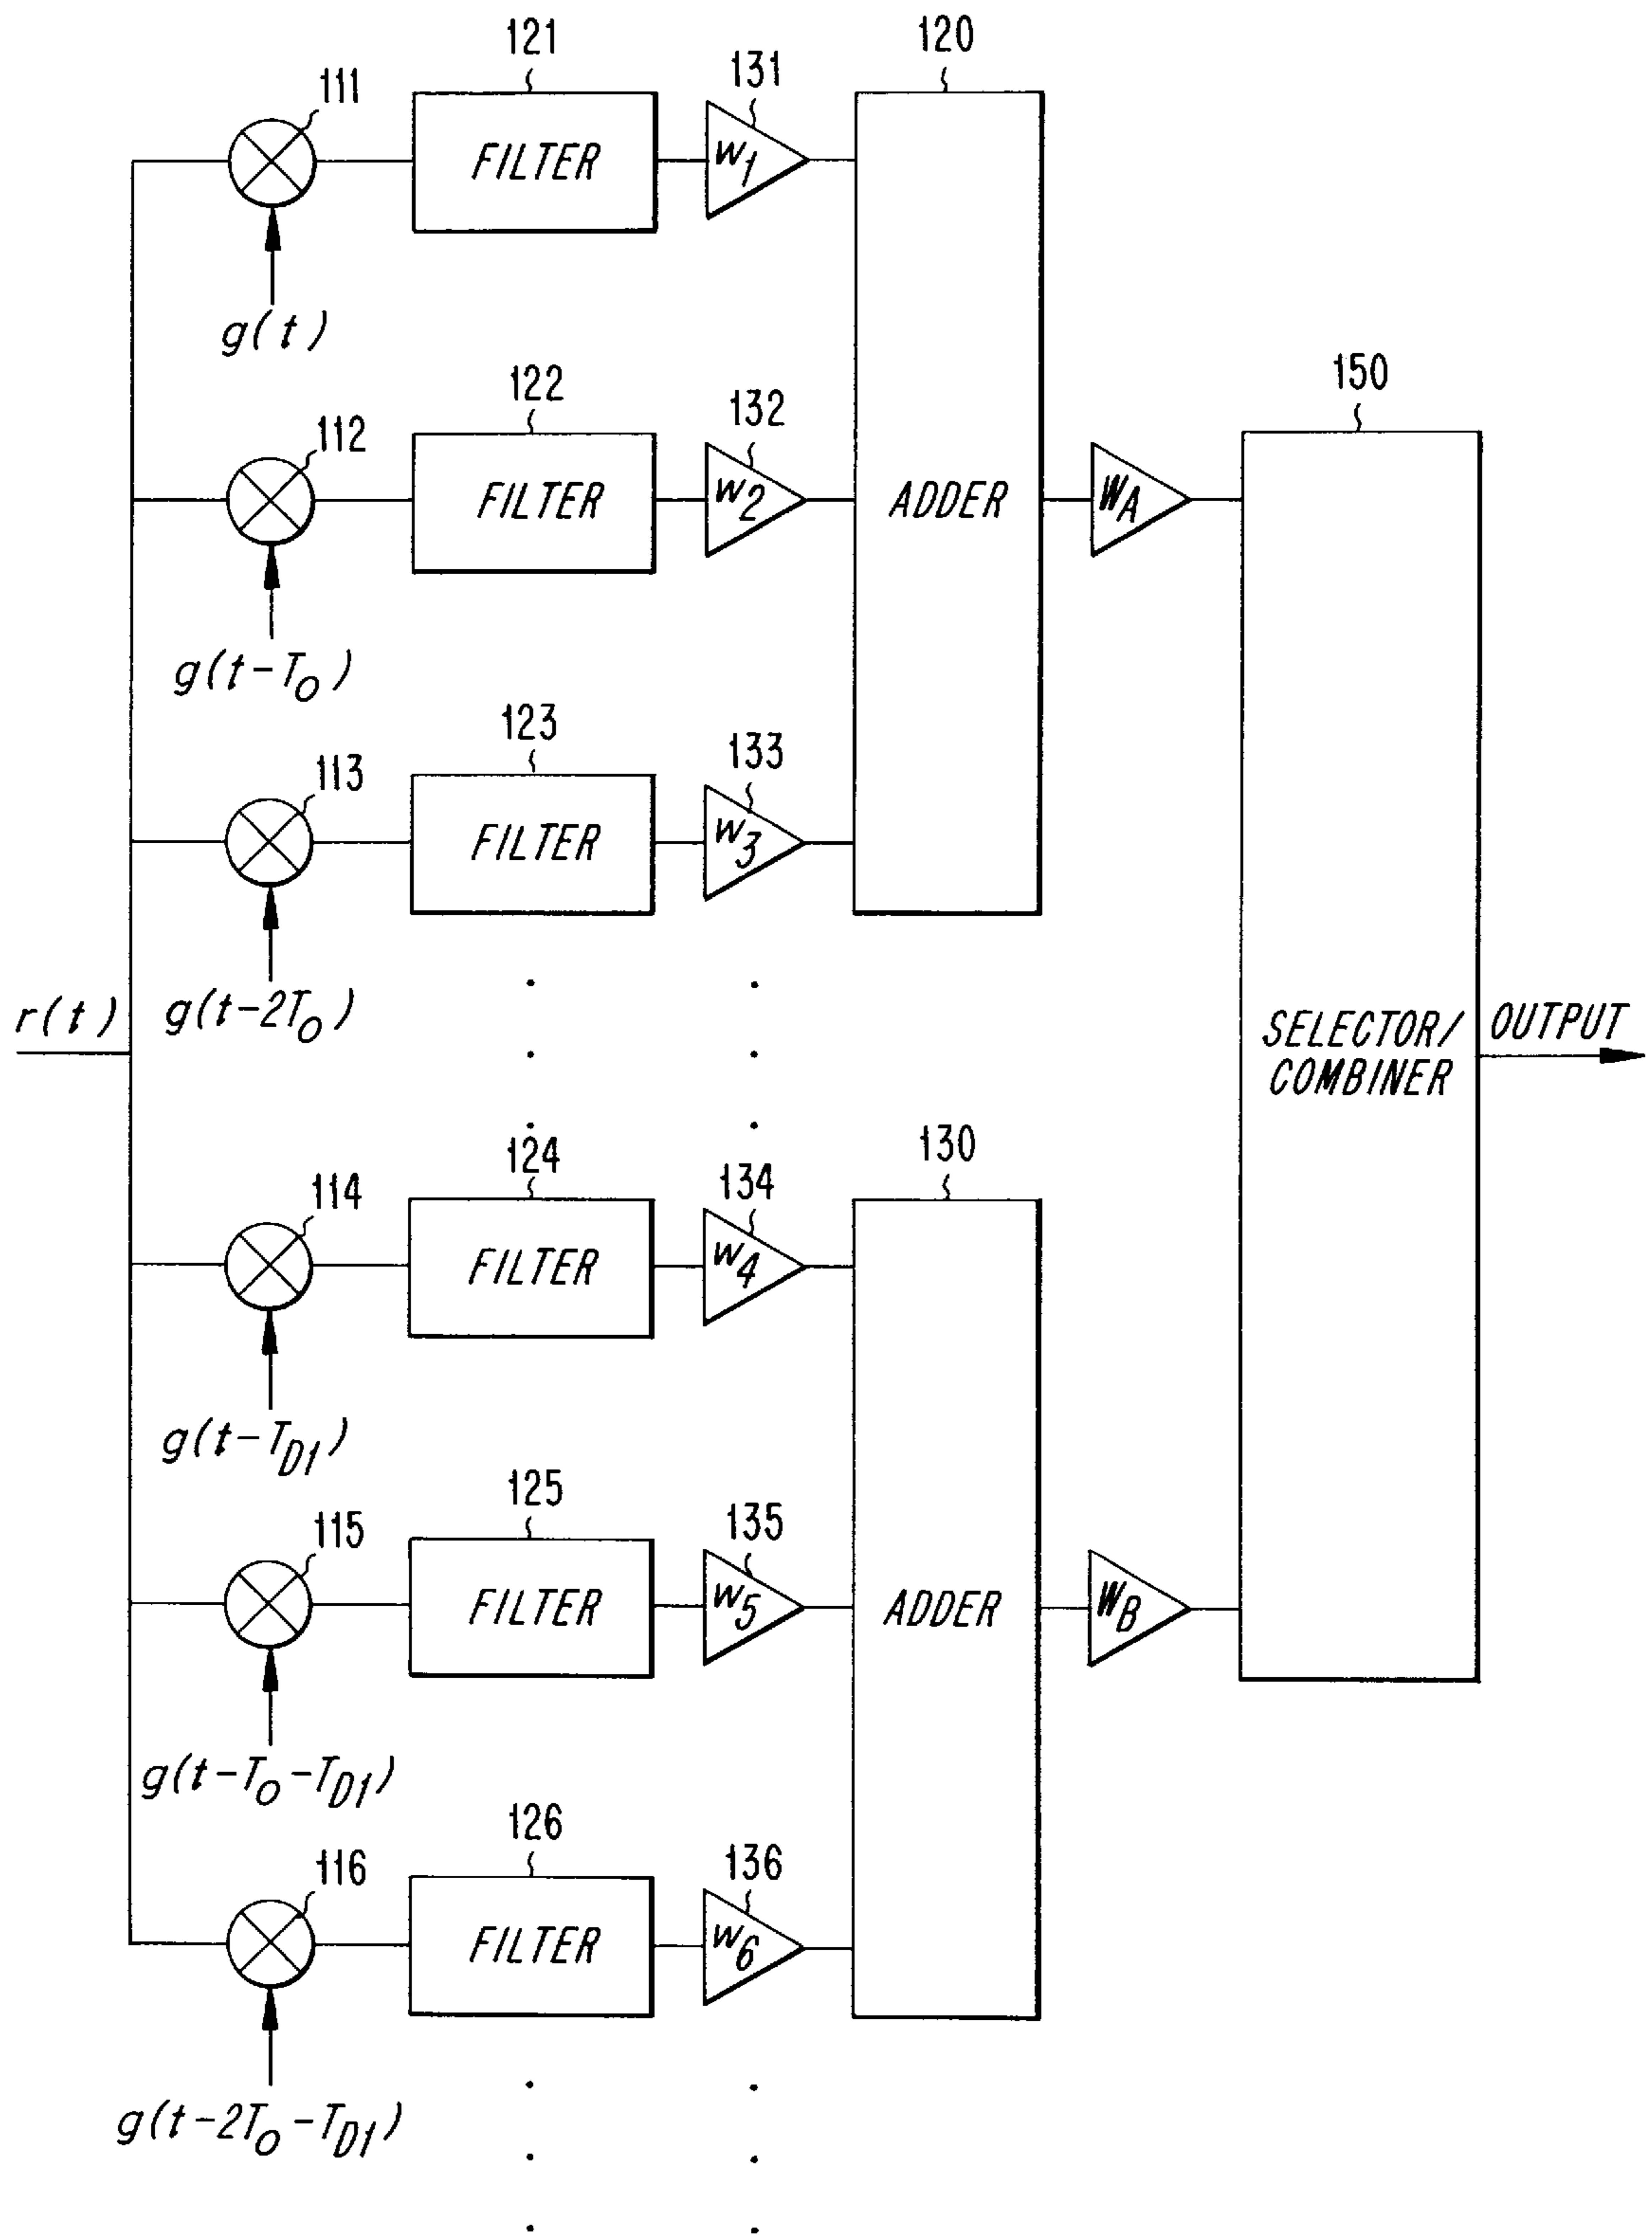 121
120
131
111
FILTER
W1
g(t)
122
132
150
112
FILTER
W2
ADDER
WA
g(t-TO)
123
133
113
FILTER
W3
r(t)
g(t-2TO)
SELECTOR/
COMBINER
OUTPUT
124
130
134
114
FILTER
W4
g(t-TD1)
125
135
115
FILTER
W5
ADDER
WB
g(t-TO-TD1)
126
136
116
FILTER
W6
g(t-2TO-TD1)